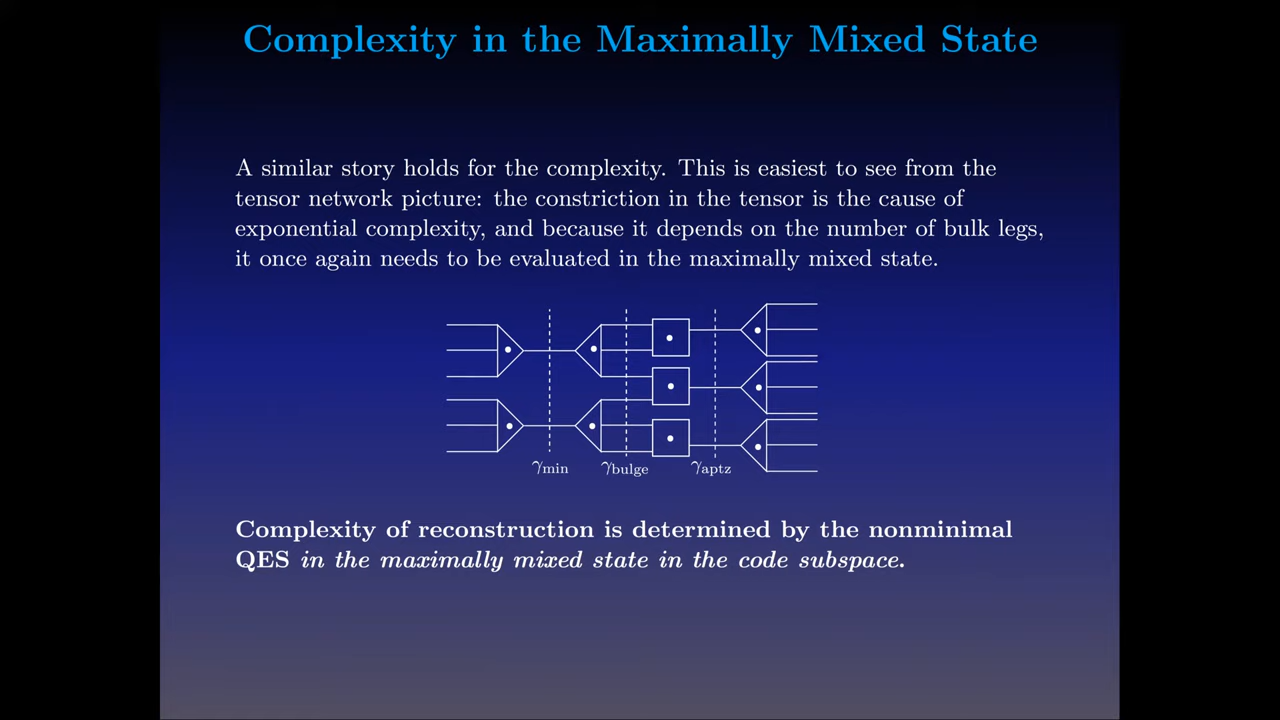 Complexity in the Maximally Mixed State
A similar story holds for the complexity. This is easiest to see from the
tensor network picture: the constriction in the tensor is the cause of
exponential complexity, and because it depends on the number of bulk legs,
it once again needs to be evaluated in the maximally mixed state.
γmin γbulge γaptz
Complexity of reconstruction is determined by the nonminimal
QES in the maximally mixed state in the code subspace.